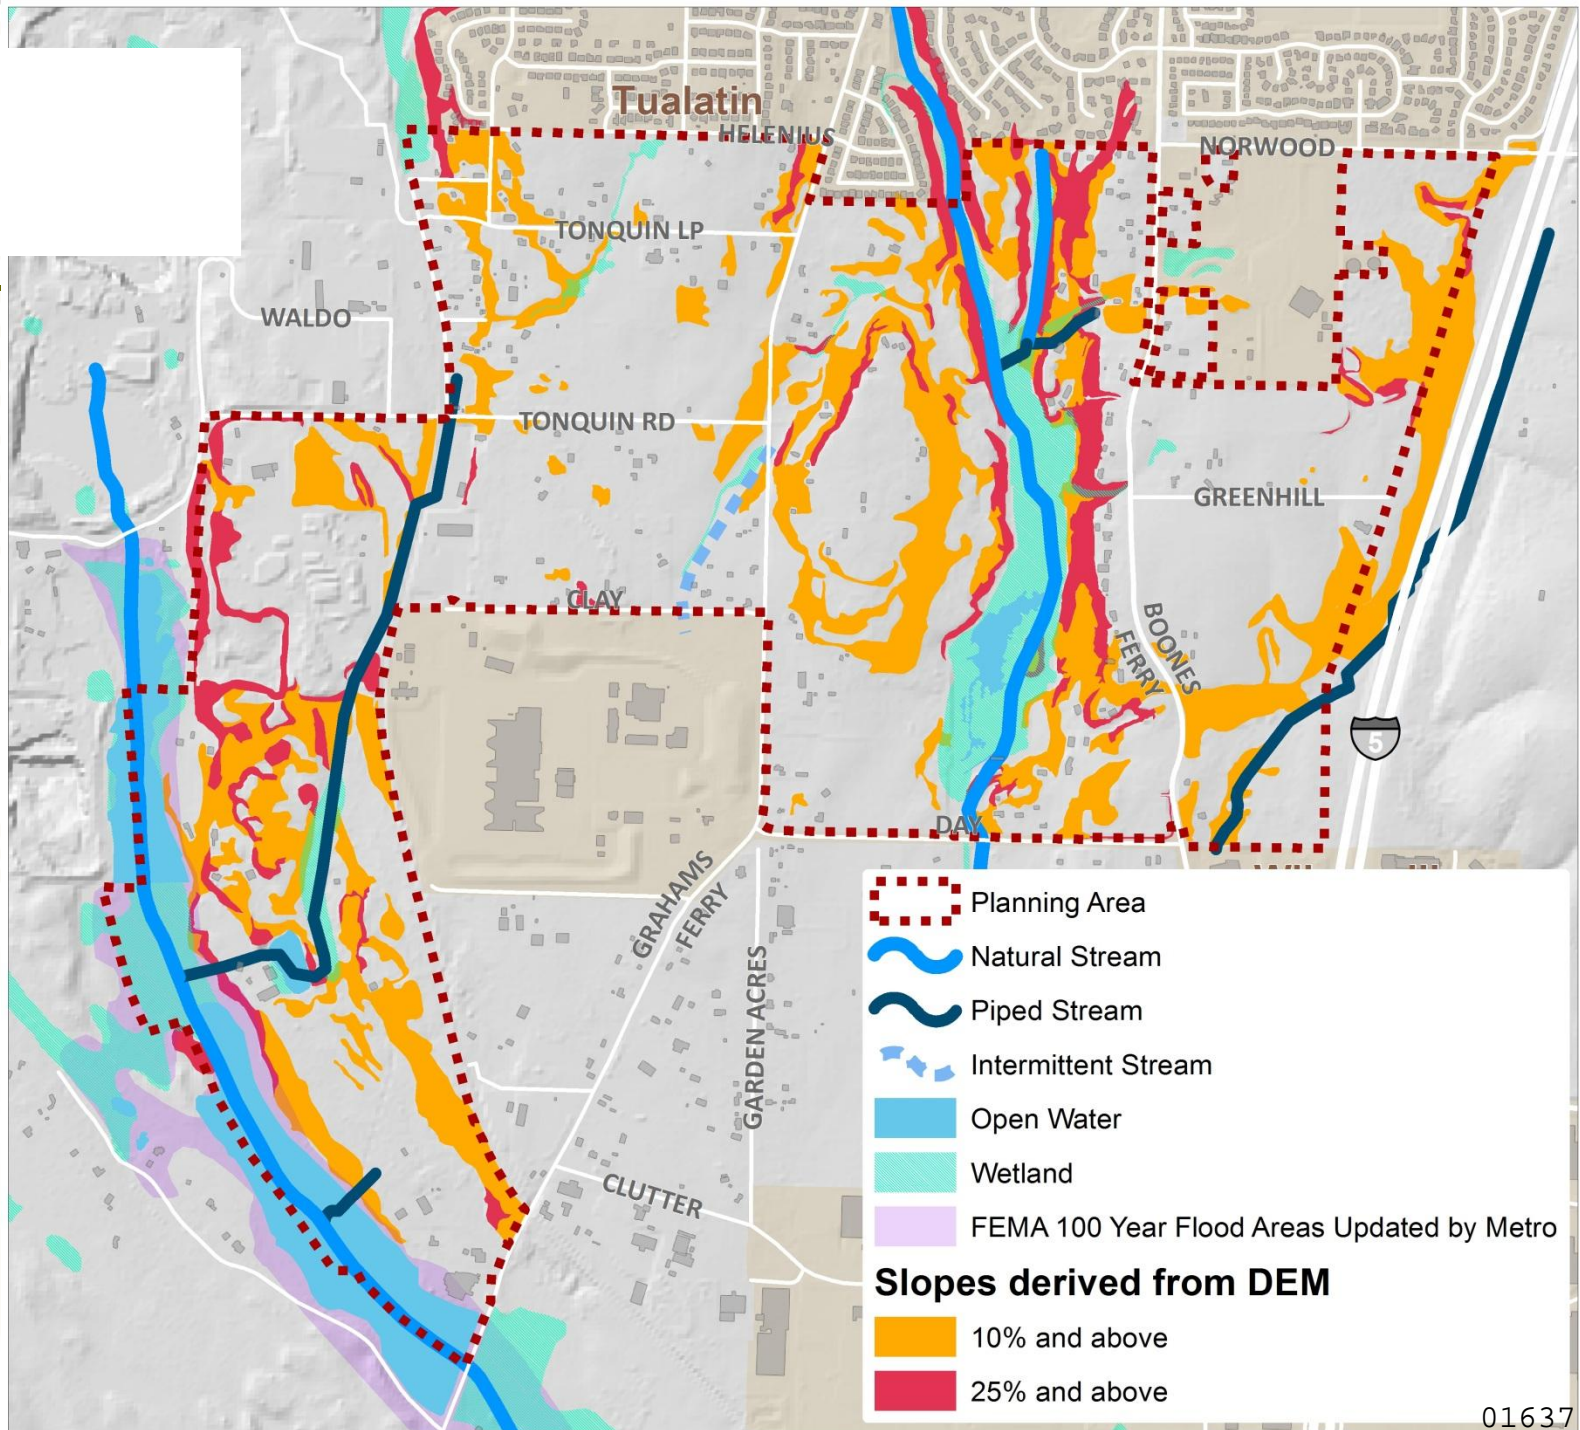 Tualatin
HELENIUS
NORWOOD
TONQUIN LP
WALDO
TONQUIN RD
GREENHILL
CLAY
BOONES
FERRY
5
DAY
GRAHAMS
FERRY
GARDEN ACRES
CLUTTER
Planning Area
Natural Stream
Piped Stream
Intermittent Stream
Open Water
Wetland
FEMA 100 Year Flood Areas Updated by Metro
Slopes derived from DEM
10% and above
25% and above
01637